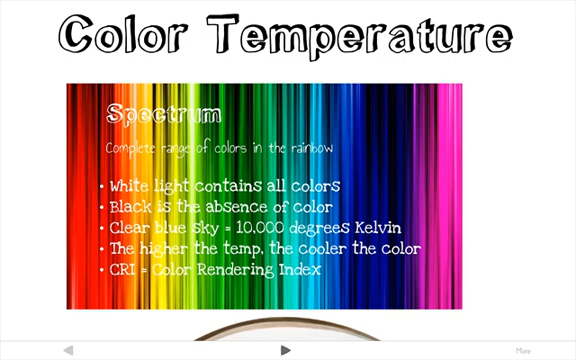 Color Temperature
Spectrum
Complete range of colors in the rainbow
• White light contains all colors
• Black is the absence of color
• Clear blue sky = 10,000 degrees Kelvin
• The higher the temp, the cooler the color
• CRI = Color Rendering Index
More